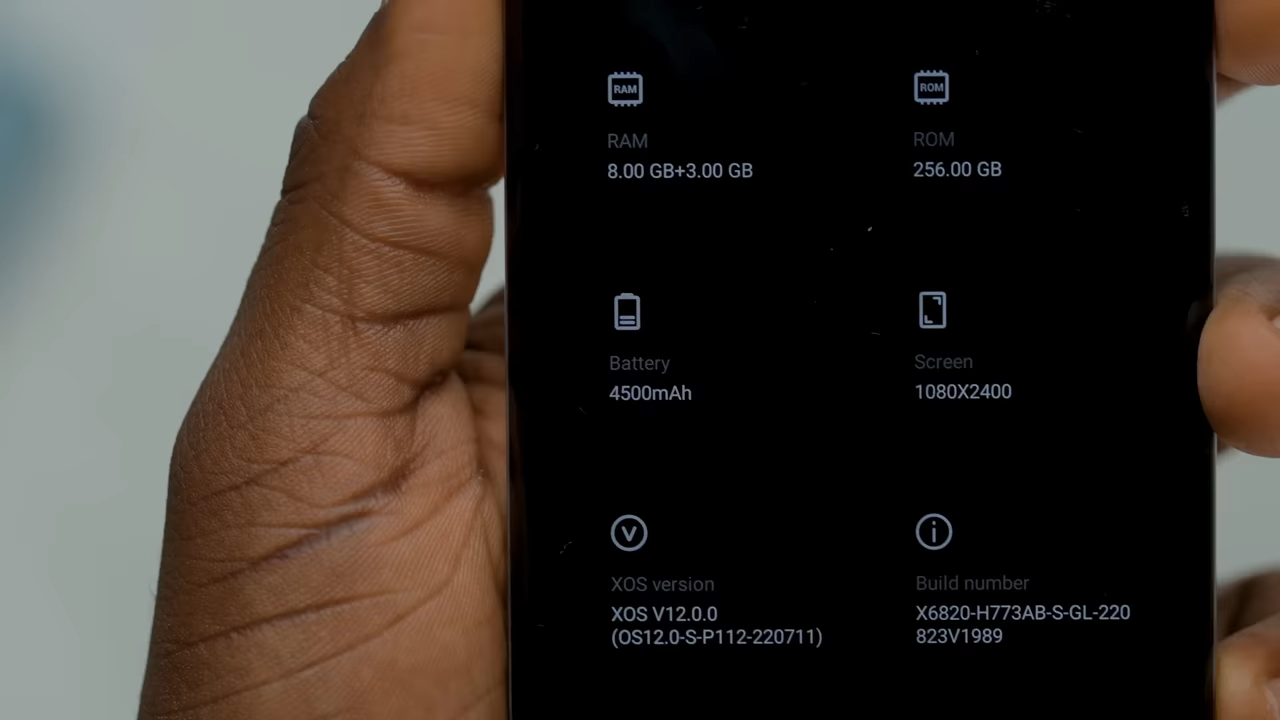 RAM
ROM
RAM
ROM
8.00 GB+3.00 GB
256.00 GB
Battery
Screen
4500mAh
1080X2400
XOS version
Build number
XOS V12.0.0
(OS12.0-S-P112-220711)
X6820-H773AB-S-GL-220
823V1989